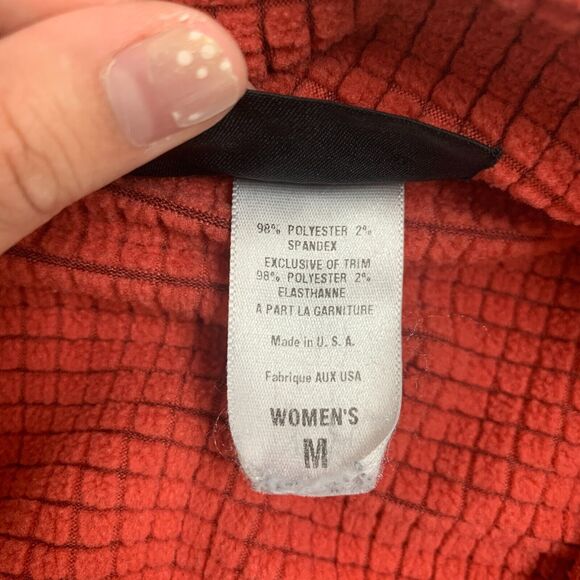 98% POLYESTER 2%
SPANDEX
EXCLUSIVE OF TRIM
98% POLYESTER 2%
ELASTHANNE
A PART LA GARNITURE
Made in U. S. A.
Fabrique AUX USA
WOMEN'S
M